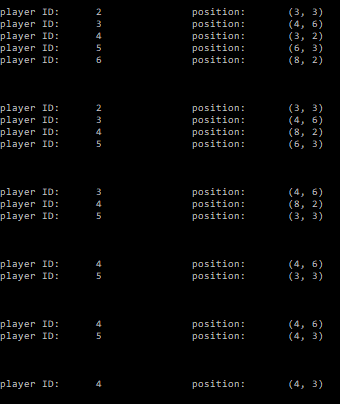 player ID: 2 position: (3, 3)
player ID: 3 position: (4, 6)
player ID: 4 position: (3, 2)
player ID: 5 position: (6, 3)
player ID: 6 position: (8, 2)
player ID: 2 position: (3, 3)
player ID: 3 position: (4, 6)
player ID: 4 position: (8, 2)
player ID: 5 position: (6, 3)
player ID: 3 position: (4, 6)
player ID: 4 position: (8, 2)
player ID: 5 position: (3, 3)
player ID: 4 position: (4, 6)
player ID: 5 position: (3, 3)
player ID: 4 position: (4, 6)
player ID: 5 position: (4, 3)
player ID: 4 position: (4, 3)